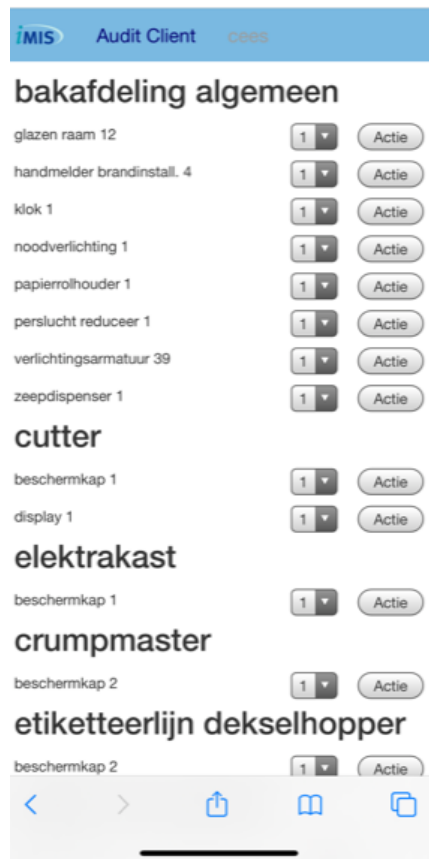 iMIS Audit Client cees
bakafdeling algemeen
glazen raam 12 1 Actie
handmelder brandinstall. 4 1 Actie
klok 1 1 Actie
noodverlichting 1 1 Actie
papierrolhouder 1 1 Actie
perslucht reduceer 1 1 Actie
verlichtingsarmatuur 39 1 Actie
zeepdispenser 1 1 Actie
cutter
beschermkap 1 1 Actie
display 1 1 Actie
elektrakast
beschermkap 1 1 Actie
crumpmaster
beschermkap 2 1 Actie
etiketteerlijn dekselhopper
beschermkap 2 1 Actie